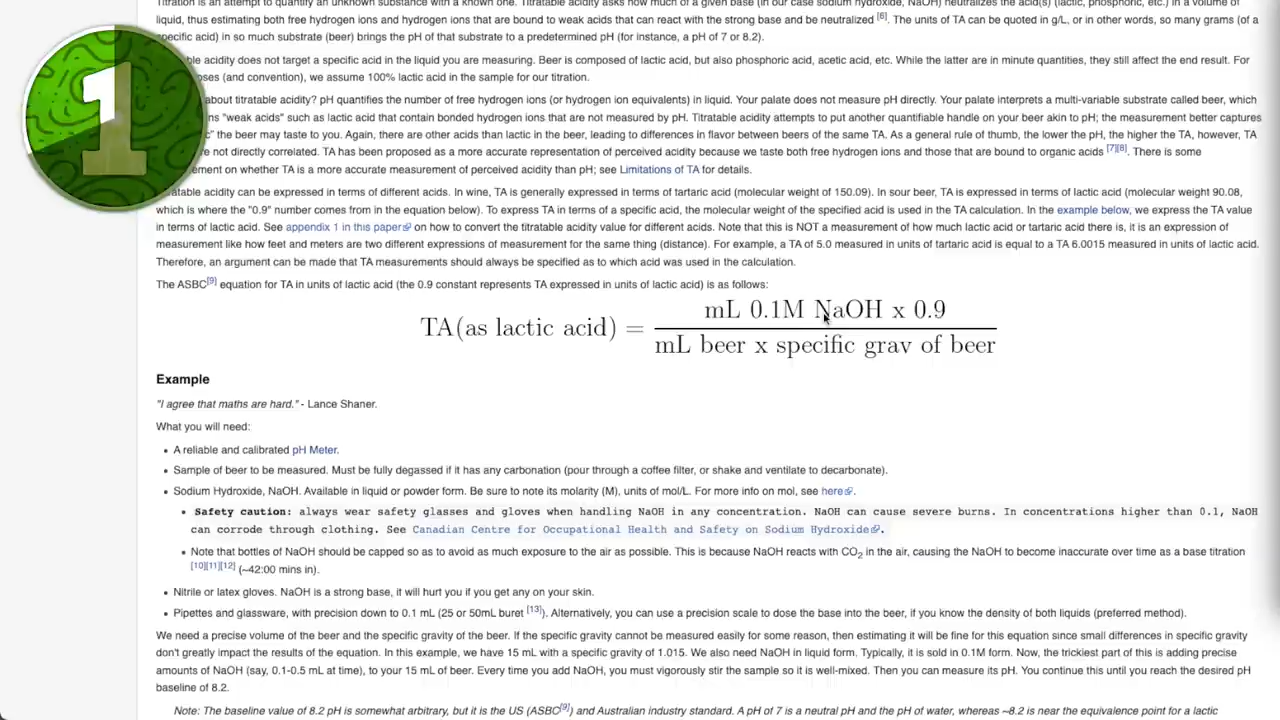 Titration is an attempt to quantify an unknown substance with a known one. Titratable acidity asks how much of a given base (in our case sodium hydroxide, NaOH) neutralizes the acid(s) (lactic, phosphoric, etc.) in a volume of
liquid, thus estimating both free hydrogen ions and hydrogen ions that are bound to weak acids that can react with the strong base and be neutralized [6]. The units of TA can be quoted in g/L, or in other words, so many grams (of a
specific acid) in so much substance (beer) brings the pH of that substance to a predetermined pH (for instance, a pH of 7 or 8.2).
1
acidity does not target a specific acid in the liquid you are measuring. Beer is composed of lactic acid, but also phosphoric acid, acetic acid, etc. While the latter are in minute quantities, they still affect the end result. For
oses (and convention), we assume 100% lactic acid in the sample for our titration.
about titratable acidity? pH quantifies the number of free hydrogen ions (or hydrogen ion equivalents) in liquid. Your palate does not measure pH directly. Your palate interprets a multi-variable substrate called beer, which
ns "weak acids" such as lactic acid that contain bonded hydrogen ions that are not measured by pH. Titratable acidity attempts to put another quantifiable handle on your beer akin to pH; the measurement better captures
c" the beer may taste to you. Again, there are other acids than lactic in the beer, leading to differences in flavor between beers of the same TA. As a general rule of thumb, the lower the pH, the higher the TA, however, TA
re not directly correlated. TA has been proposed as a more accurate representation of perceived acidity because we taste both free hydrogen ions and those that are bound to organic acids [7][8]. There is some
ement on whether TA is a more accurate measurement of perceived acidity than pH; see Limitations of TA for details.
atable acidity can be expressed in terms of different acids. In wine, TA is generally expressed in terms of tartaric acid (molecular weight of 150.09). In sour beer, TA is expressed in terms of lactic acid (molecular weight 90.08,
which is where the "0.9" number comes from in the equation below). To express TA in terms of a specific acid, the molecular weight of the specified acid is used in the TA calculation. In the example below, we express the TA value
in terms of lactic acid. See appendix 1 in this paper on how to convert the titratable acidity value for different acids. Note that this is NOT a measurement of how much lactic acid or tartaric acid there is, it is an expression of
measurement like how feet and meters are two different expressions of measurement for the same thing (distance). For example, a TA of 5.0 measured in units of tartaric acid is equal to a TA 6.0015 measured in units of lactic acid.
Therefore, an argument can be made that TA measurements should always be specified as to which acid was used in the calculation.
The ASBC[9] equation for TA in units of lactic acid (the 0.9 constant represents TA expressed in units of lactic acid) is as follows:
mL 0.1M NaOH x 0.9
TA(as lactic acid) =
mL beer x specific grav of beer
Example
"I agree that maths are hard." - Lance Shaner.
What you will need:
• A reliable and calibrated pH Meter.
• Sample of beer to be measured. Must be fully degassed if it has any carbonation (pour through a coffee filter, or shake and ventilate to decarbonate).
• Sodium Hydroxide, NaOH. Available in liquid or powder form. Be sure to note its molarity (M), units of mol/L. For more info on mol, see here.
• Safety caution: always wear safety glasses and gloves when handling NaOH in any concentration. NaOH can cause severe burns. In concentrations higher than 0.1, NaOH
can corrode through clothing. See Canadian Centre for Occupational Health and Safety on Sodium Hydroxide.
• Note that bottles of NaOH should be capped so as to avoid as much exposure to the air as possible. This is because NaOH reacts with CO2 in the air, causing the NaOH to become inaccurate over time as a base titration
[10][11][12] (~42:00 mins in).
• Nitrile or latex gloves. NaOH is a strong base, it will hurt you if you get any on your skin.
• Pipettes and glassware, with precision down to 0.1 mL (25 or 50mL buret [13]). Alternatively, you can use a precision scale to dose the base into the beer, if you know the density of both liquids (preferred method).
We need a precise volume of the beer and the specific gravity of the beer. If the specific gravity cannot be measured easily for some reason, then estimating it will be fine for this equation since small differences in specific gravity
don't greatly impact the results of the equation. In this example, we have 15 mL with a specific gravity of 1.015. We also need NaOH in liquid form. Typically, it is sold in 0.1M form. Now, the trickiest part of this is adding precise
amounts of NaOH (say, 0.1-0.5 mL at time), to your 15 mL of beer. Every time you add NaOH, you must vigorously stir the sample so it is well-mixed. Then you can measure its pH. You continue this until you reach the desired pH
baseline of 8.2.
Note: The baseline value of 8.2 pH is somewhat arbitrary, but it is the US (ASBC[9]) and Australian industry standard. A pH of 7 is a neutral pH and the pH of water, whereas ~8.2 is near the equivalence point for a lactic